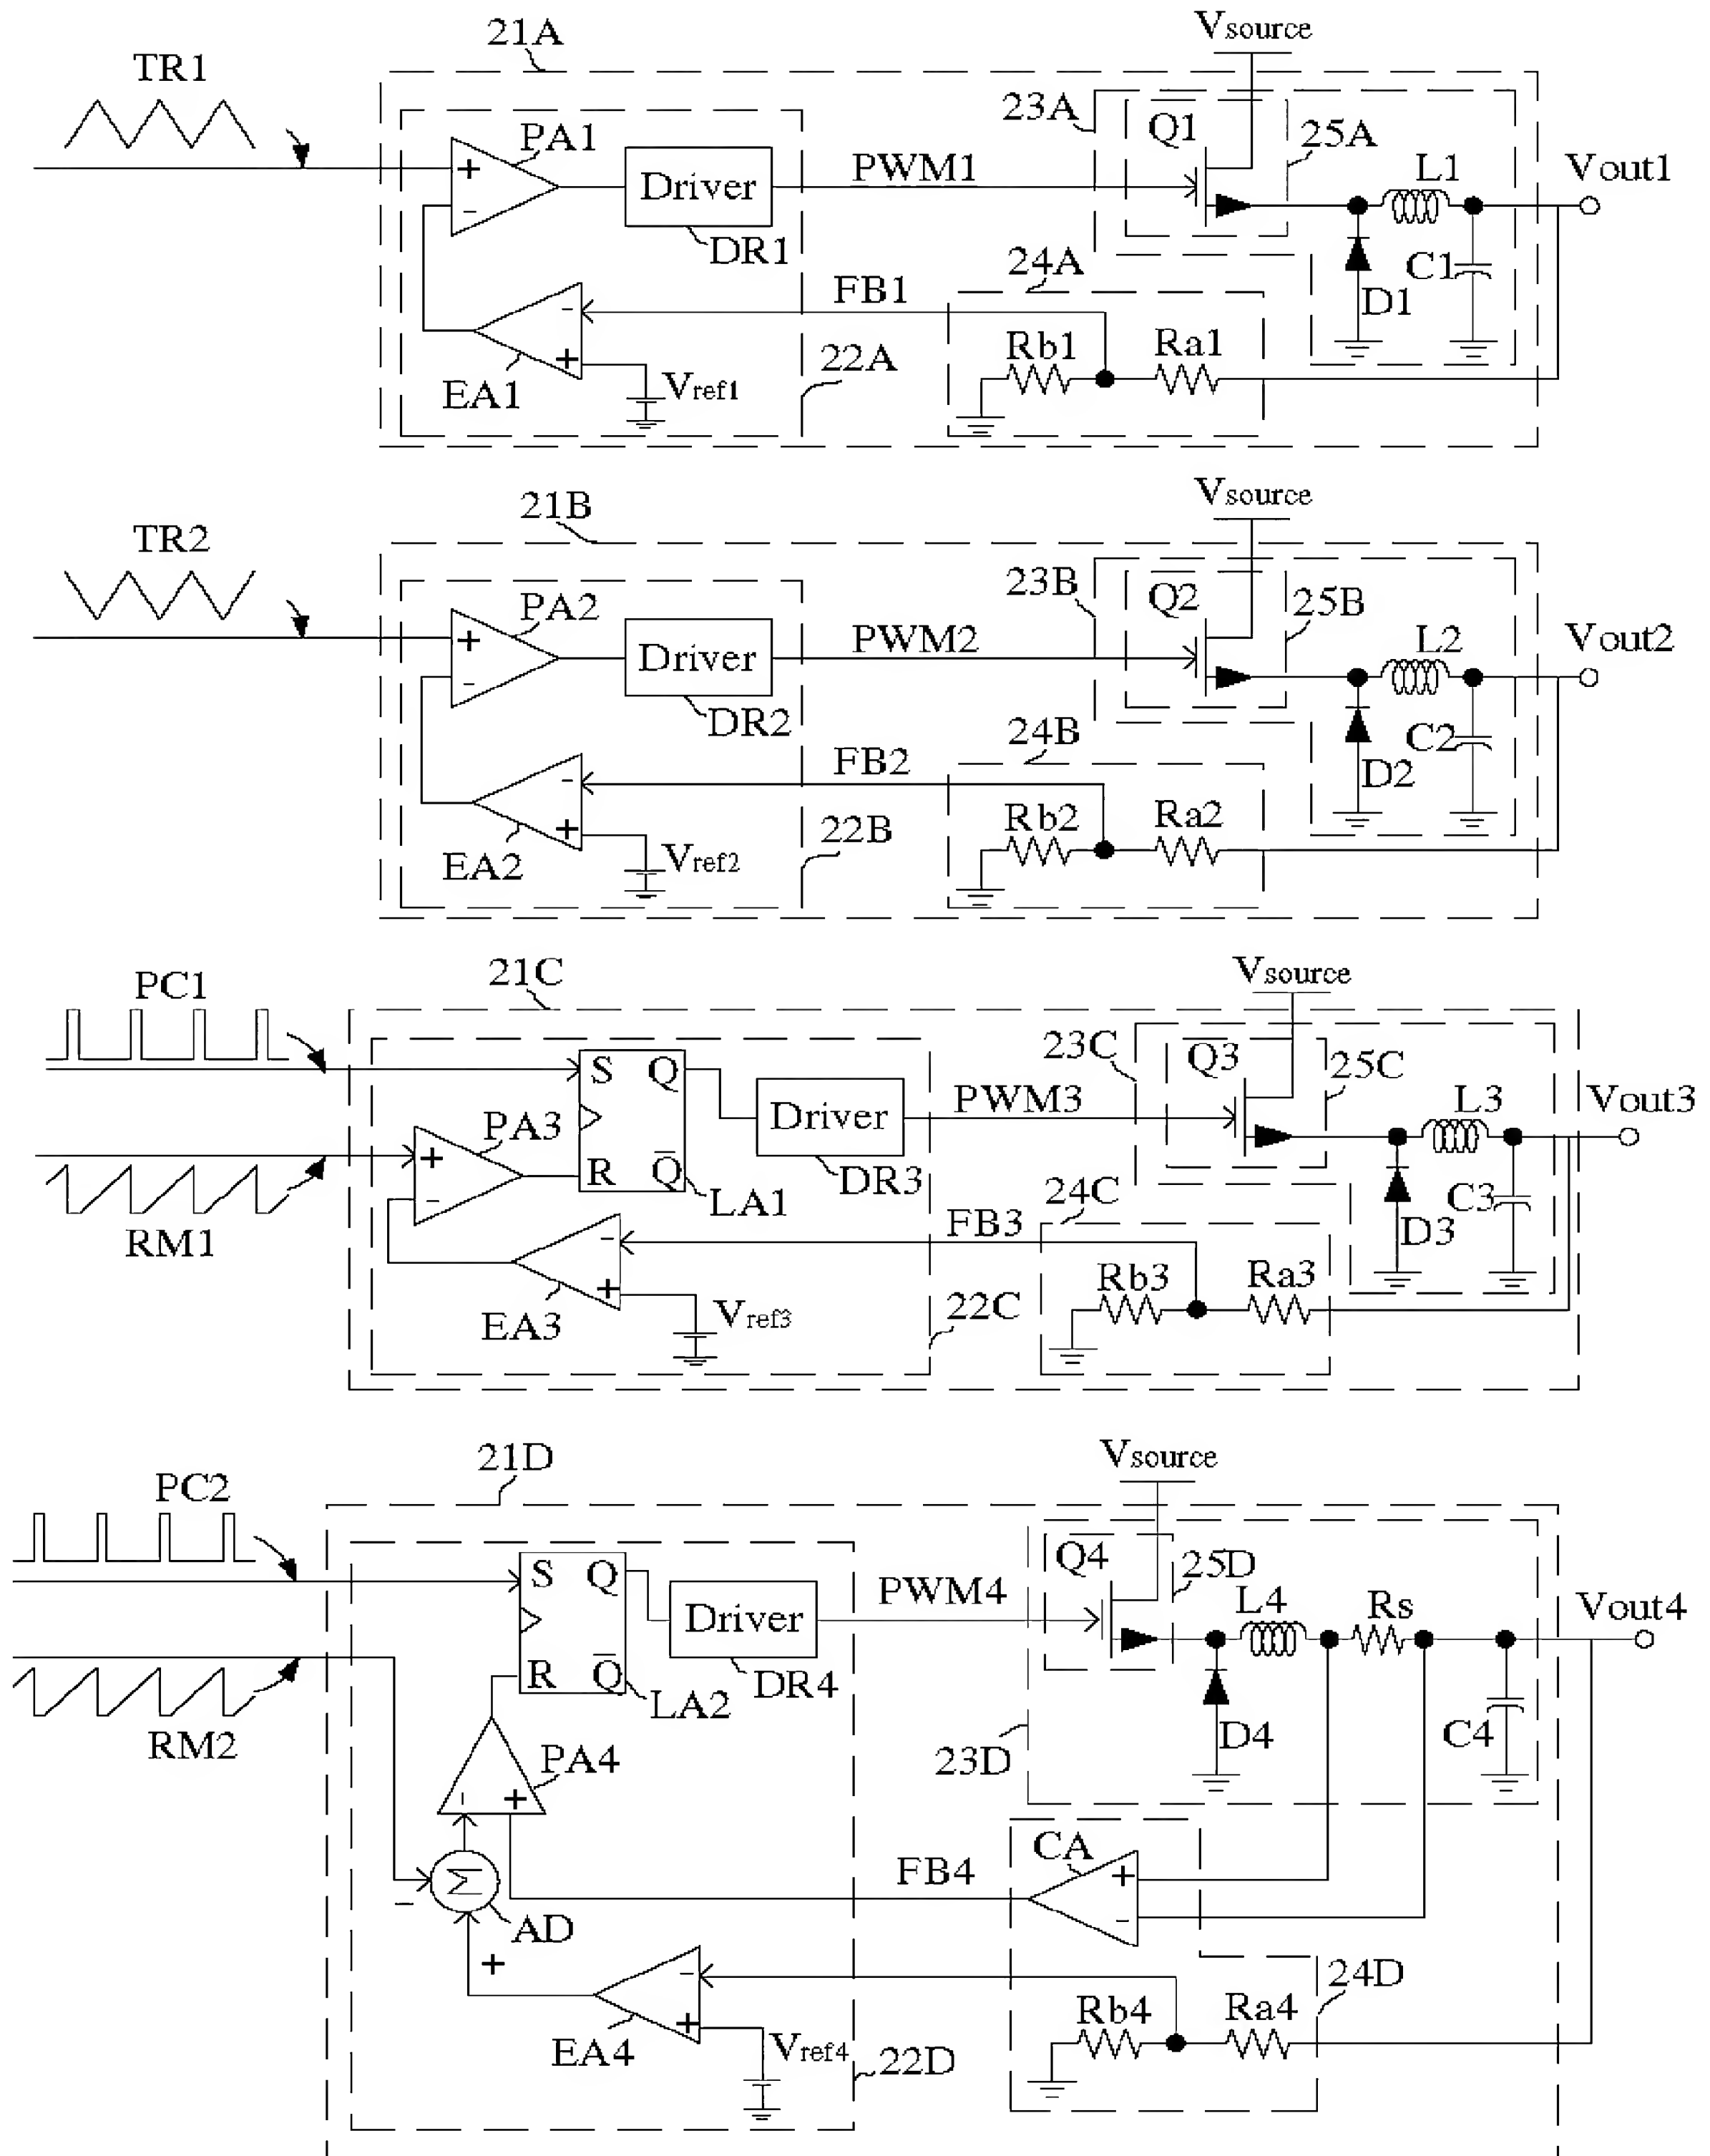 21A
Vsource
TR1
23A
Q1
25A
PA1
+
-
Driver
PWM1
L1
Vout1
DR1
24A
C1
FB1
D1
-
+
Rb1
Ra1
22A
EA1
Vref1
21B
Vsource
TR2
23B
Q2
25B
PA2
+
-
Driver
PWM2
L2
Vout2
DR2
24B
C2
FB2
D2
-
+
Rb2
Ra2
22B
EA2
Vref2
21C
Vsource
PC1
23C
Q3
25C
S Q
Driver
PWM3
L3
Vout3
PA3
+
-
R Q̅
LA1
DR3
24C
C3
RM1
FB3
D3
-
+
Rb3
Ra3
EA3
Vref3
22C
21D
Vsource
PC2
Q4
25D
S Q
Driver
PWM4
L4
Rs
Vout4
R Q̅
LA2
DR4
RM2
PA4
- +
23D
D4
C4
CA
+
-
FB4
Σ
-
AD
+
-
+
24D
Rb4
Ra4
EA4
Vref4
22D